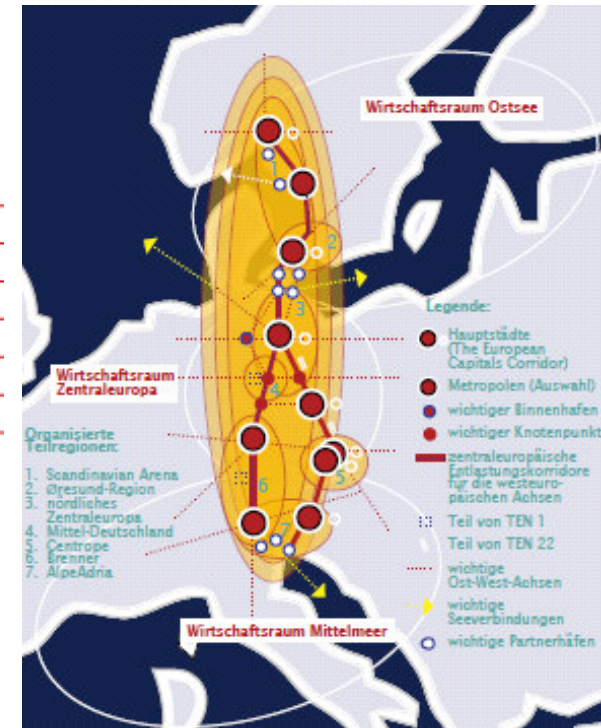 Wirtschaftsraum Ostsee
1
2
3
Legende:
Hauptstädte
(The European
Capitals Corridor)
Metropolen (Auswahl)
wichtiger Binnenhafen
wichtiger Knotenpunkt
zentraleuropäische
Entlastungskorridore
für die westeuro-
päischen Achsen
Teil von TEN 1
Teil von TEN 22
wichtige
Ost-West-Achsen
wichtige
Seeverbindungen
wichtige Partnerhäfen
Wirtschaftsraum
Zentraleuropa
4
5
6
7
Organisierte
Teilregionen:
1. Scandinavian Arena
2. Øresund-Region
3. nördliches
Zentraleuropa
4. Mittel-Deutschland
5. Centrope
6. Brenner
7. AlpeAdria
Wirtschaftsraum Mittelmeer